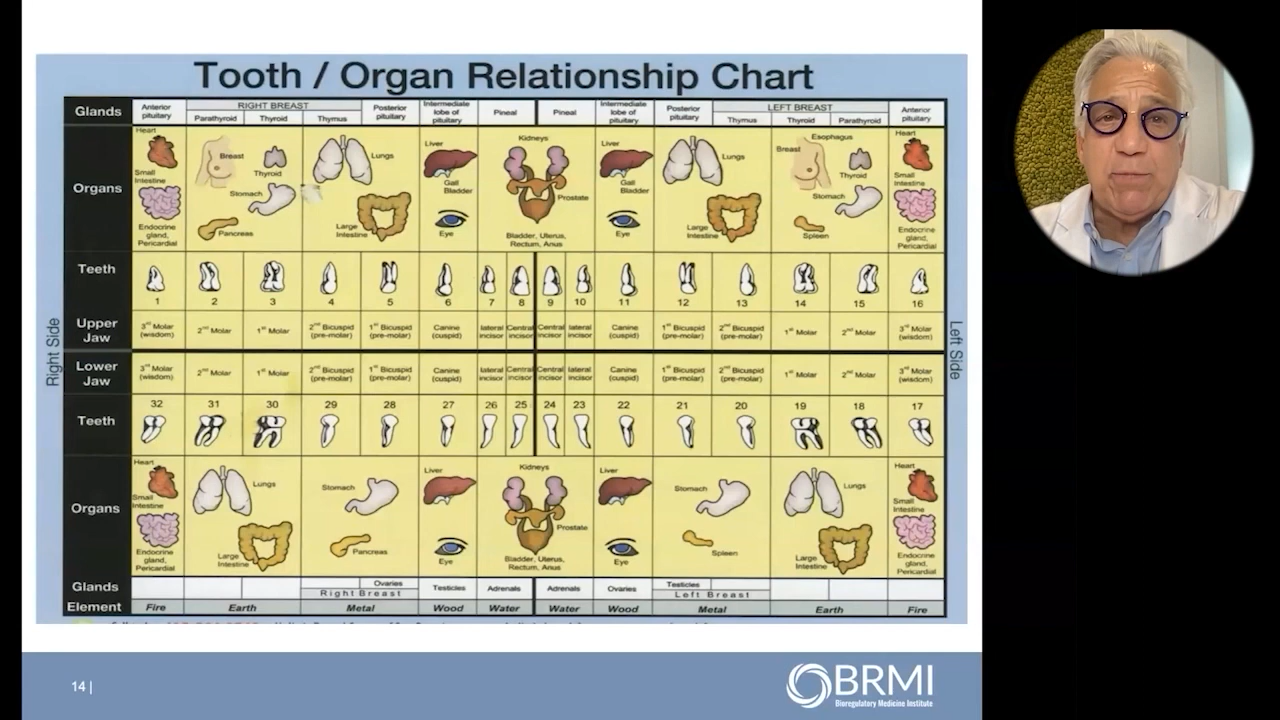 Tooth / Organ Relationship Chart
Glands
Anterior pituitary
RIGHT BREAST
Parathyroid
Thyroid
Thymus
Posterior pituitary
Intermediate lobe of pituitary
Pineal
Pineal
Intermediate lobe of pituitary
Posterior pituitary
LEFT BREAST
Thymus
Thyroid
Parathyroid
Anterior pituitary
Organs
Heart
Small Intestine
Endocrine gland, Pericardial
Breast
Thyroid
Stomach
Pancreas
Lungs
Large Intestine
Liver
Gall Bladder
Eye
Kidneys
Prostate
Bladder, Uterus, Rectum, Anus
Liver
Gall Bladder
Eye
Lungs
Large Intestine
Esophagus
Breast
Thyroid
Stomach
Spleen
Heart
Small Intestine
Endocrine gland, Pericardial
Teeth
1 2 3 4 5 6 7 8 9 10 11 12 13 14 15 16
Right Side
Left Side
Upper Jaw
3rd Molar (wisdom)
2nd Molar
1st Molar
2nd Bicuspid (pre-molar)
1st Bicuspid (pre-molar)
Canine (cuspid)
lateral incisor
Central incisor
Central incisor
lateral incisor
Canine (cuspid)
1st Bicuspid (pre-molar)
2nd Bicuspid (pre-molar)
1st Molar
2nd Molar
3rd Molar (wisdom)
Lower Jaw
3rd Molar (wisdom)
2nd Molar
1st Molar
2nd Bicuspid (pre-molar)
1st Bicuspid (pre-molar)
Canine (cuspid)
lateral incisor
Central incisor
Central incisor
lateral incisor
Canine (cuspid)
1st Bicuspid (pre-molar)
2nd Bicuspid (pre-molar)
1st Molar
2nd Molar
3rd Molar (wisdom)
Teeth
32 31 30 29 28 27 26 25 24 23 22 21 20 19 18 17
Organs
Heart
Small Intestine
Endocrine gland, Pericardial
Lungs
Large Intestine
Stomach
Pancreas
Liver
Eye
Kidneys
Prostate
Bladder, Uterus, Rectum, Anus
Liver
Eye
Stomach
Spleen
Lungs
Large Intestine
Heart
Small Intestine
Endocrine gland, Pericardial
Glands
Ovaries
Right Breast
Testicles
Adrenals
Adrenals
Ovaries
Testicles
Left Breast
Element
Fire Earth Metal Wood Water Water Wood Metal Earth Fire
14 |
BRMI
Bioregulatory Medicine Institute